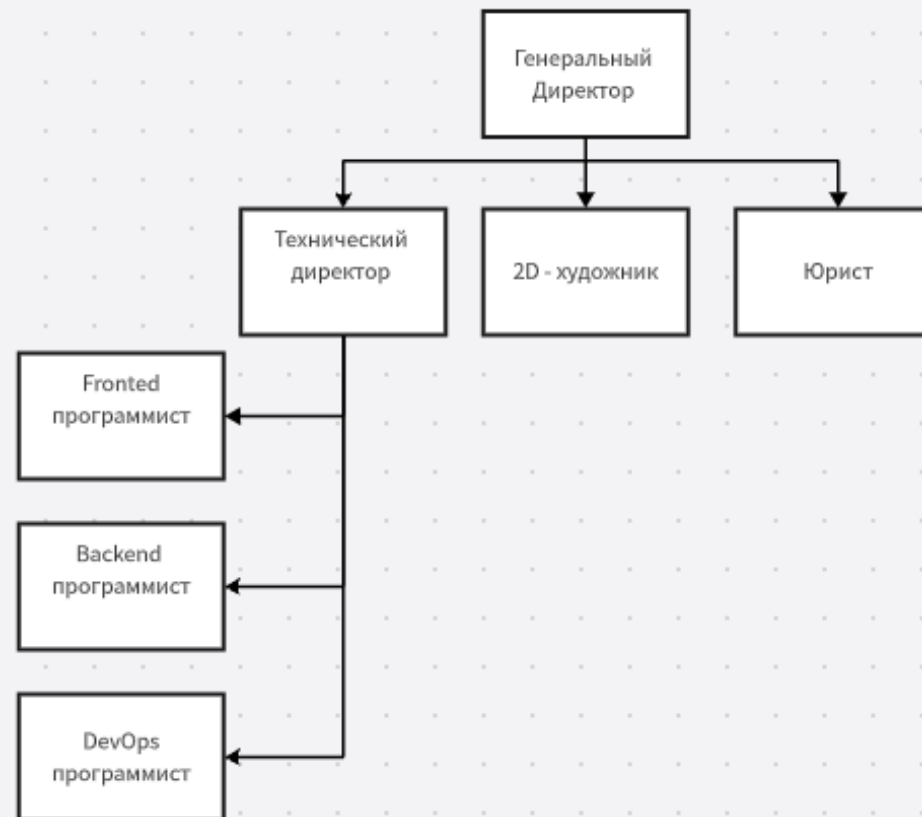 Генеральный
Директор
Технический
директор
2D - художник
Юрист
Fronted
программист
Backend
программист
DevOps
программист